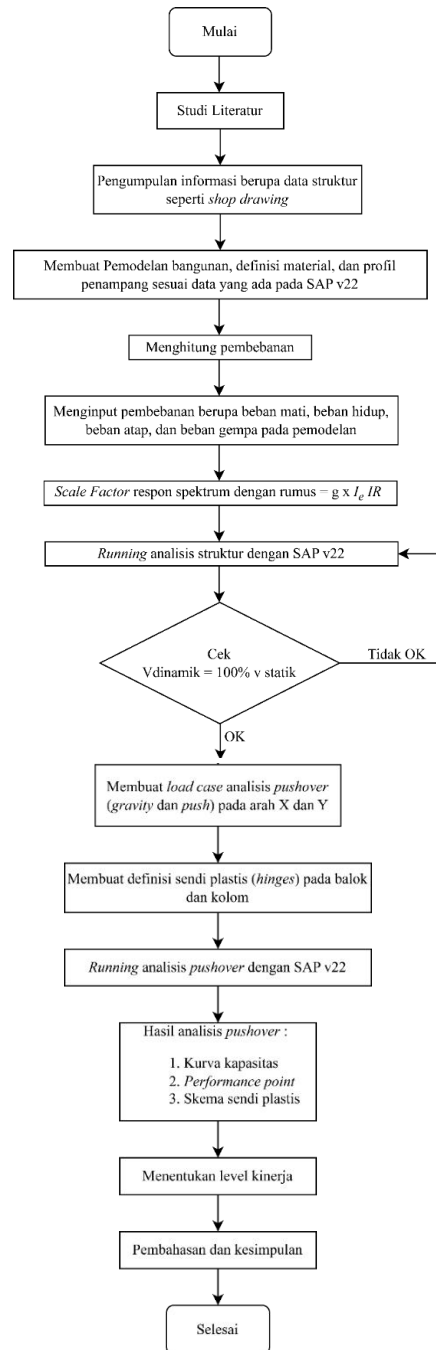 Mulai
Studi Literatur
Pengumpulan informasi berupa data struktur
seperti shop drawing
Membuat Pemodelan bangunan, definisi material, dan profil
penampang sesuai data yang ada pada SAP v22
Menghitung pembebanan
Menginput pembebanan berupa beban mati, beban hidup,
beban atap, dan beban gempa pada pemodelan
Scale Factor respon spektrum dengan rumus = g x Ie IR
Running analisis struktur dengan SAP v22
Cek
Vdinamik = 100% v statik
Tidak OK
OK
Membuat load case analisis pushover
(gravity dan push) pada arah X dan Y
Membuat definisi sendi plastis (hinges) pada balok
dan kolom
Running analisis pushover dengan SAP v22
Hasil analisis pushover :
1. Kurva kapasitas
2. Performance point
3. Skema sendi plastis
Menentukan level kinerja
Pembahasan dan kesimpulan
Selesai